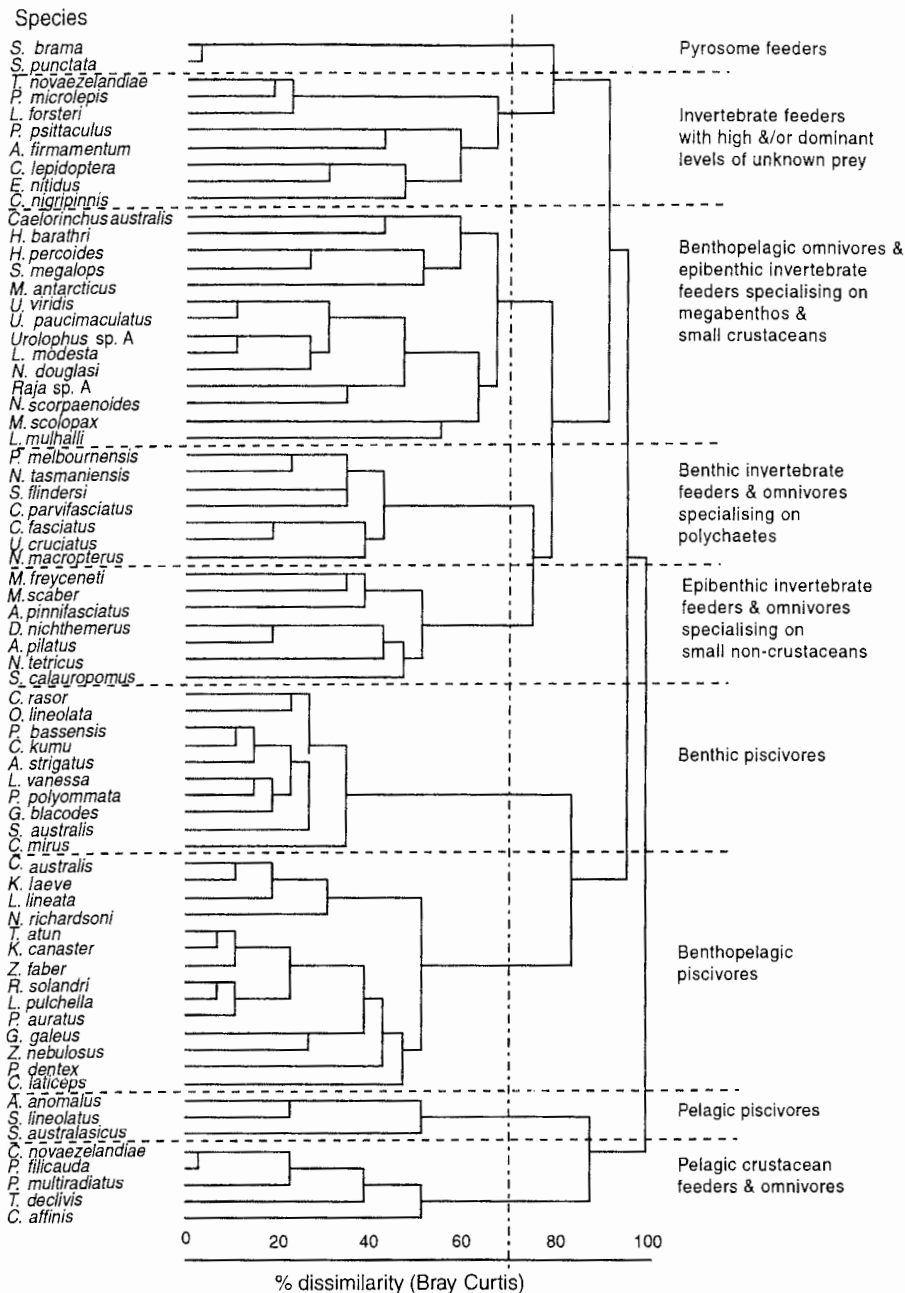 Species
S. brama
S. punctata
Pyrosome feeders
T. novaezelandiae
P. microlepis
L. forsteri
P. psittaculus
A. firmamentum
C. lepidoptera
E. nitidus
C. nigripinnis
Invertebrate feeders
with high &/or dominant
levels of unknown prey
Caelorinchus australis
H. barathri
H. percoides
S. megalops
M. antarcticus
U. viridis
U. paucimaculatus
Urolophus sp. A
L. modesta
N. douglasi
Raja sp. A
N. scorpaenoides
M. scolopax
L. mulhalli
Benthopelagic omnivores &
epibenthic invertebrate
feeders specialising on
megabenthos &
small crustaceans
P. melbournensis
N. tasmaniensis
S. flindersi
C. parvifasciatus
C. fasciatus
U. cruciatus
N. macropterus
Benthic invertebrate
feeders & omnivores
specialising on
polychaetes
M. freyceneti
M. scaber
A. pinnifasciatus
D. nichthemerus
A. pilatus
N. tetricus
S. calauropomus
Epibenthic invertebrate
feeders & omnivores
specialising on
small non-crustaceans
C. rasor
O. lineolata
P. bassensis
C. kumu
A. strigatus
L. vanessa
P. polyommata
G. blacodes
S. australis
C. mirus
Benthic piscivores
C. australis
K. laeve
L. lineata
N. richardsoni
T. atun
K. canaster
Z. faber
R. solandri
L. pulchella
P. auratus
G. galeus
Z. nebulosus
P. dentex
C. laticeps
Benthopelagic
piscivores
A. anomalus
S. lineolatus
S. australasicus
Pelagic piscivores
C. novaezelandiae
P. filicauda
P. multiradiatus
T. declivis
C. affinis
Pelagic crustacean
feeders & omnivores
0 20 40 60 80 100
% dissimilarity (Bray Curtis)